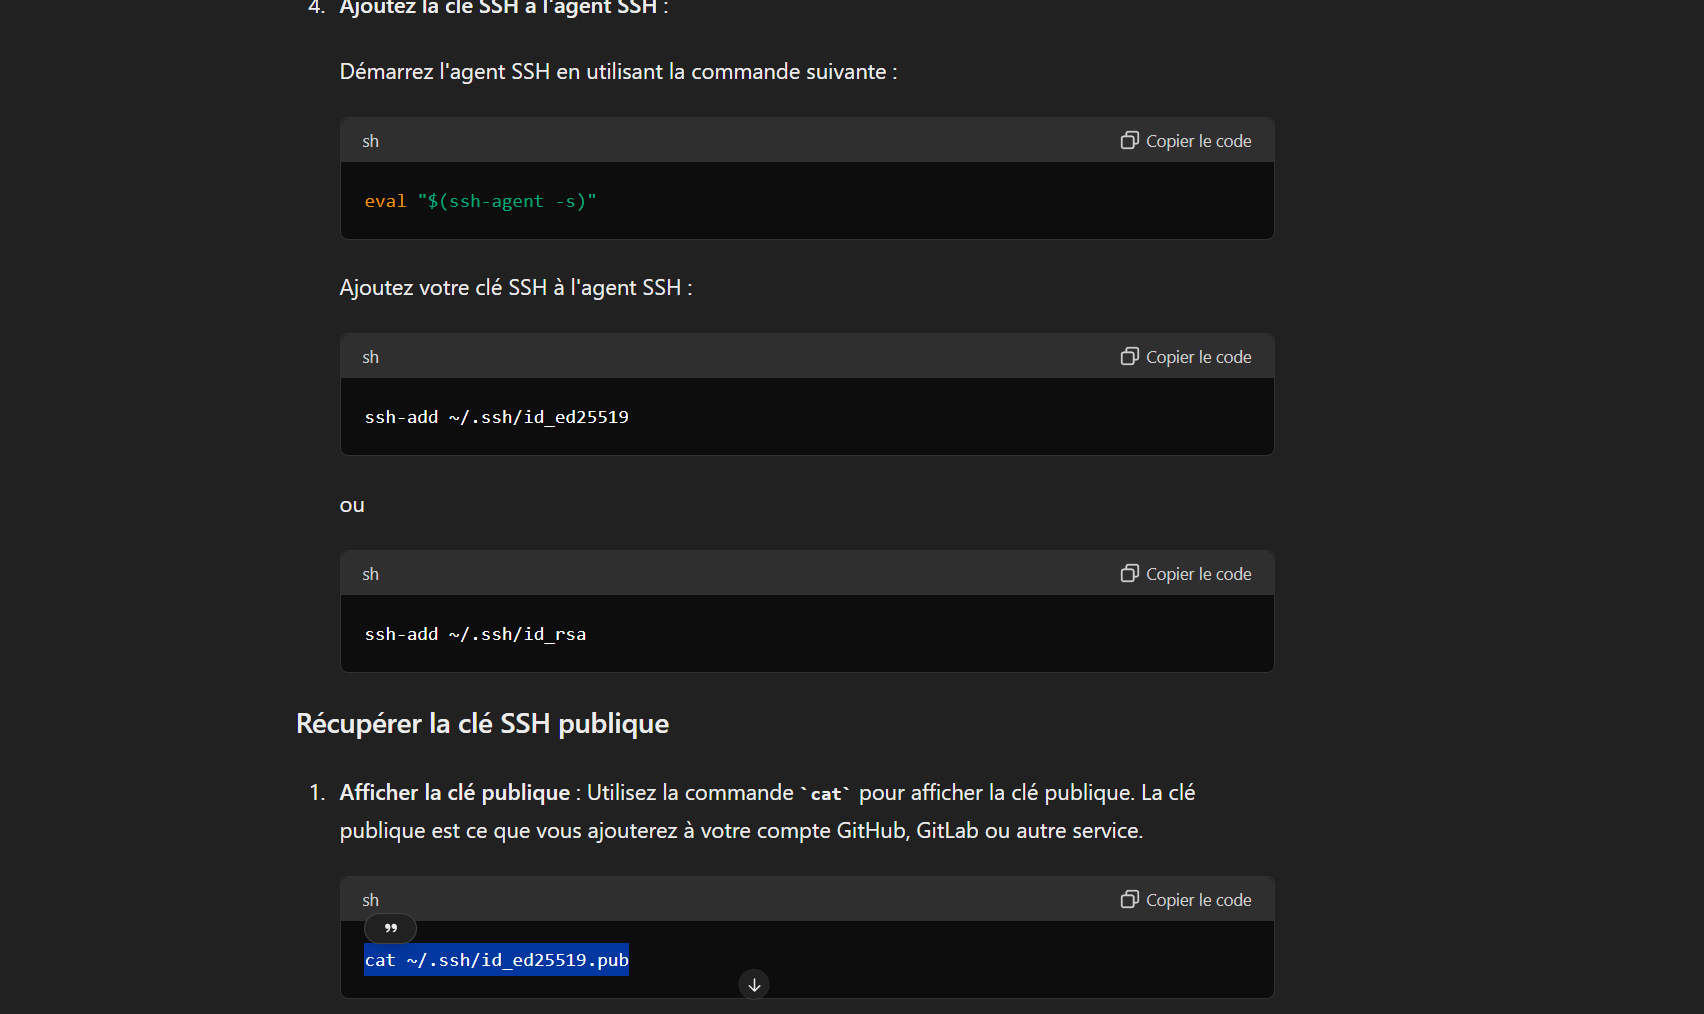 4. Ajoutez la clé SSH à l'agent SSH :
Démarrez l'agent SSH en utilisant la commande suivante :
sh
Copier le code
eval "$(ssh-agent -s)"
Ajoutez votre clé SSH à l'agent SSH :
sh
Copier le code
ssh-add ~/.ssh/id_ed25519
ou
sh
Copier le code
ssh-add ~/.ssh/id_rsa
Récupérer la clé SSH publique
1. Afficher la clé publique : Utilisez la commande `cat` pour afficher la clé publique. La clé
publique est ce que vous ajouterez à votre compte GitHub, GitLab ou autre service.
sh
Copier le code
cat ~/.ssh/id_ed25519.pub